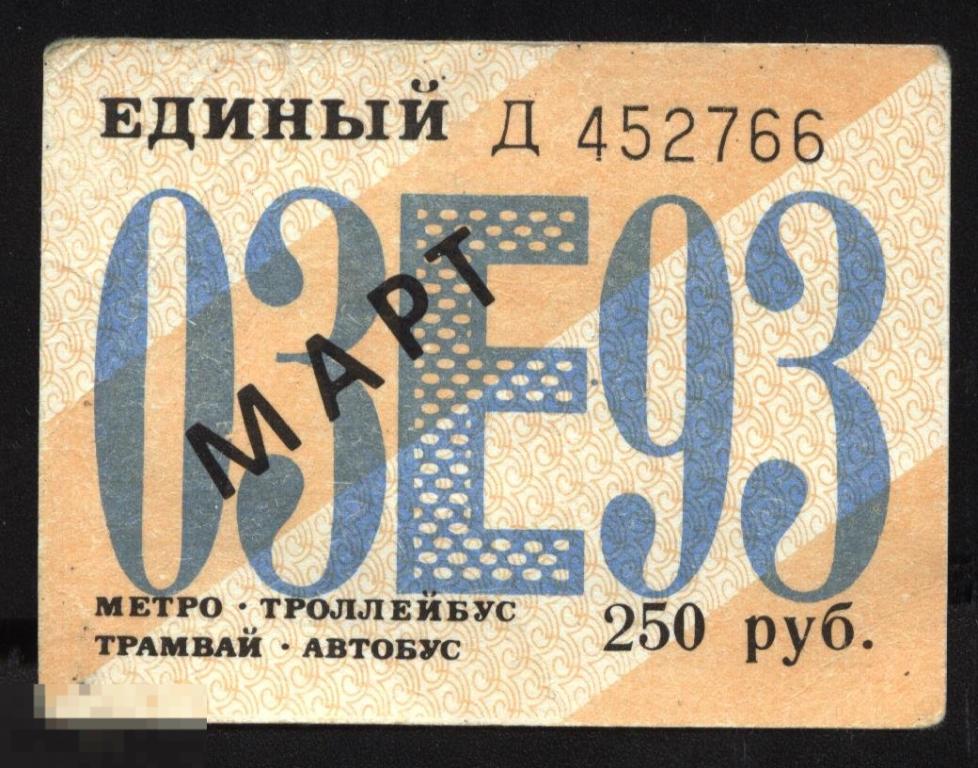 ЕДИНЫЙ Д 452766
03Е93
МАРТ
МЕТРО · ТРОЛЛЕЙБУС
ТРАМВАЙ · АВТОБУС
250 руб.